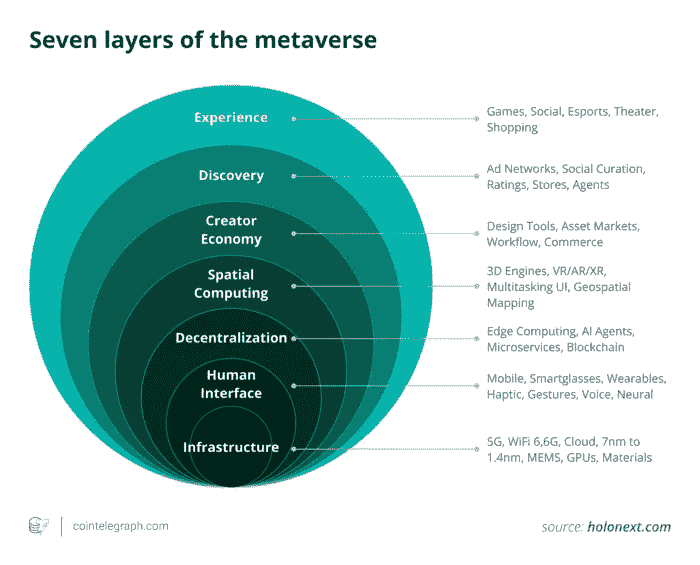 Seven layers of the metaverse
Experience
Games, Social, Esports, Theater,
Shopping
Discovery
Ad Networks, Social Curation,
Ratings, Stores, Agents
Creator
Economy
Design Tools, Asset Markets,
Workflow, Commerce
Spatial
Computing
3D Engines, VR/AR/XR,
Multitasking UI, Geospatial
Mapping
Decentralization
Edge Computing, AI Agents,
Microservices, Blockchain
Human
Interface
Mobile, Smartglasses, Wearables,
Haptic, Gestures, Voice, Neural
Infrastructure
5G, WiFi 6,6G, Cloud, 7nm to
1.4nm, MEMS, GPUs, Materials
cointelegraph.com
source: holonext.com